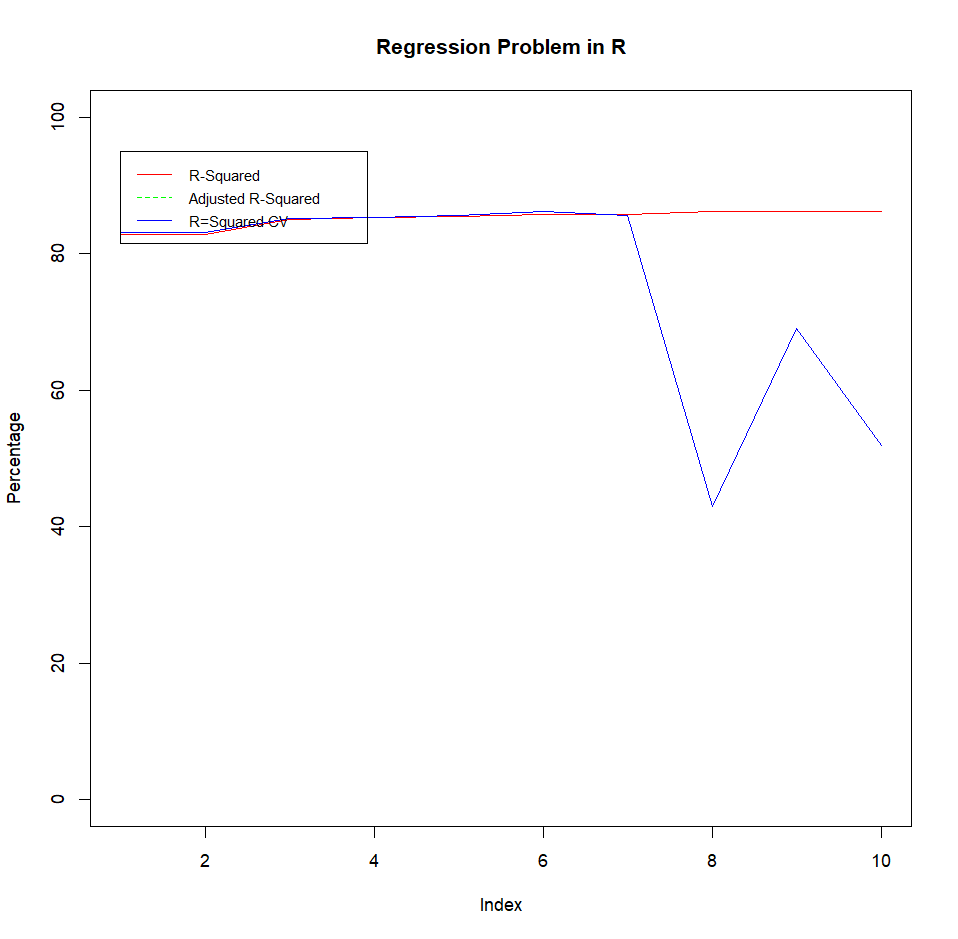 Regression Problem in R
100
80
60
40
20
0
Percentage
R-Squared
Adjusted R-Squared
R=Squared CV
2 4 6 8 10
Index